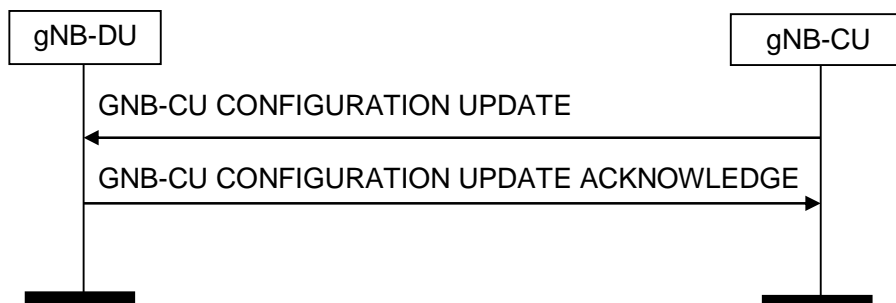 gNB-DU
gNB-CU
GNB-CU CONFIGURATION UPDATE
GNB-CU CONFIGURATION UPDATE ACKNOWLEDGE